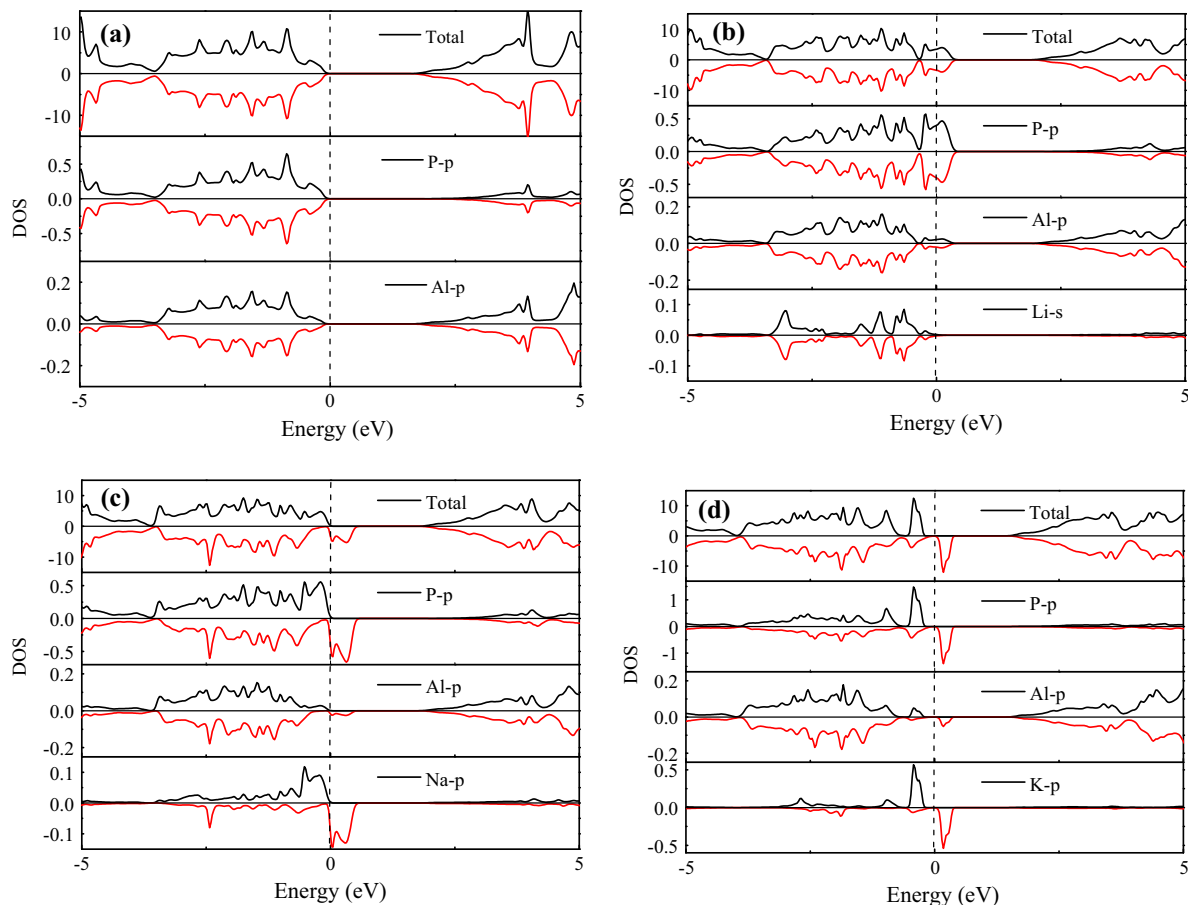 (a)
Total
10
0
-10
P-p
0.5
0.0
-0.5
Al-p
0.2
0.0
-0.2
DOS
-5
0
5
Energy (eV)
(b)
Total
10
0
-10
P-p
0.5
0.0
-0.5
Al-p
0.2
0.0
-0.2
Li-s
0.1
0.0
-0.1
DOS
-5
0
5
Energy (eV)
(c)
Total
10
0
-10
P-p
0.5
0.0
-0.5
Al-p
0.2
0.0
-0.2
Na-p
0.1
0.0
-0.1
DOS
-5
0
5
Energy (eV)
(d)
Total
10
0
-10
P-p
1
0
-1
Al-p
0.2
0.0
-0.2
K-p
0.5
0.0
-0.5
DOS
-5
0
5
Energy (eV)